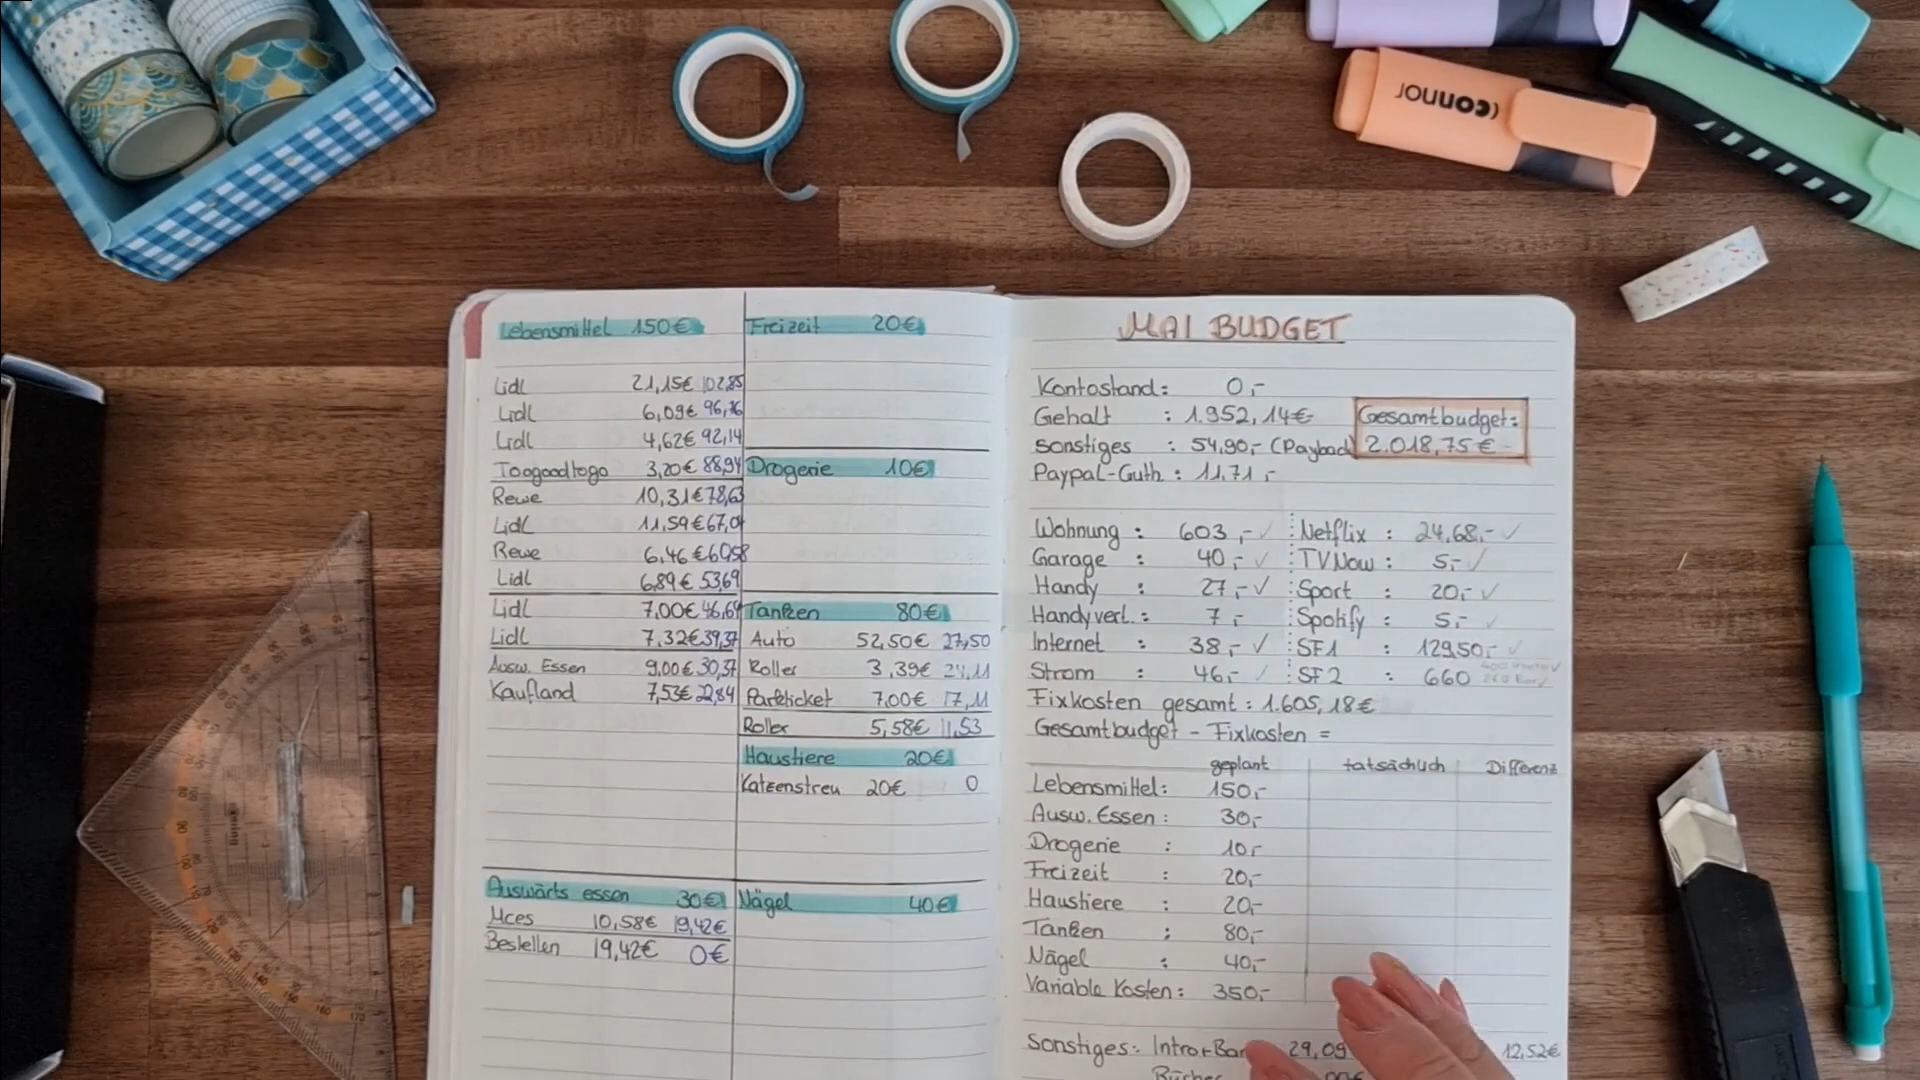 Lebensmittel 150€
Lidl 21,15€ 102,85
Lidl 6,09€ 96,76
Lidl 4,62€ 92,14
Toogoodtogo 3,20€ 88,94
Rewe 10,31€ 78,63
Lidl 11,59€ 67,04
Rewe 6,46€ 60,58
Lidl 6,89€ 53,69
Lidl 7,00€ 46,69
Lidl 7,32€ 39,37
Ausw. Essen 9,00€ 30,37
Kaufland 7,53€ 22,84
Auswärts essen 30€
Mces 10,58€ 19,42€
Bestellen 19,42€ 0€
Freizeit 20€
Drogerie 10€
Tanken 80€
Auto 52,50€ 27,50
Roller 3,39€ 24,11
Parkticket 7,00€ 17,11
Roller 5,58€ 11,53
Haustiere 20€
Katzenstreu 20€ 0
Nägel 40€
MAI BUDGET
Kontostand: 0,-
Gehalt : 1.952,14€
Sonstiges : 54,90,- (Payback)
Paypal-Guth.: 11,71,-
Gesamtbudget:
2.018,75€
Wohnung : 603,- ✓ Netflix : 24,68,- ✓
Garage : 40,- ✓ TVNow : 5,- ✓
Handy : 27,- ✓ Sport : 20,- ✓
Handyverl. : 7,- Spotify : 5,- ✓
Internet : 38,- ✓ SF1 : 129,50,- ✓
Strom : 46,- ✓ SF2 : 660
Fixkosten gesamt : 1.605,18€
Gesamtbudget - Fixkosten =
geplant tatsächlich Differenz
Lebensmittel: 150,-
Ausw. Essen : 30,-
Drogerie : 10,-
Freizeit : 20,-
Haustiere : 20,-
Tanken : 80,-
Nägel : 40,-
Variable Kosten: 350,-
Sonstiges: Intro+Ban 29,09 12,52€
Bücher
connor